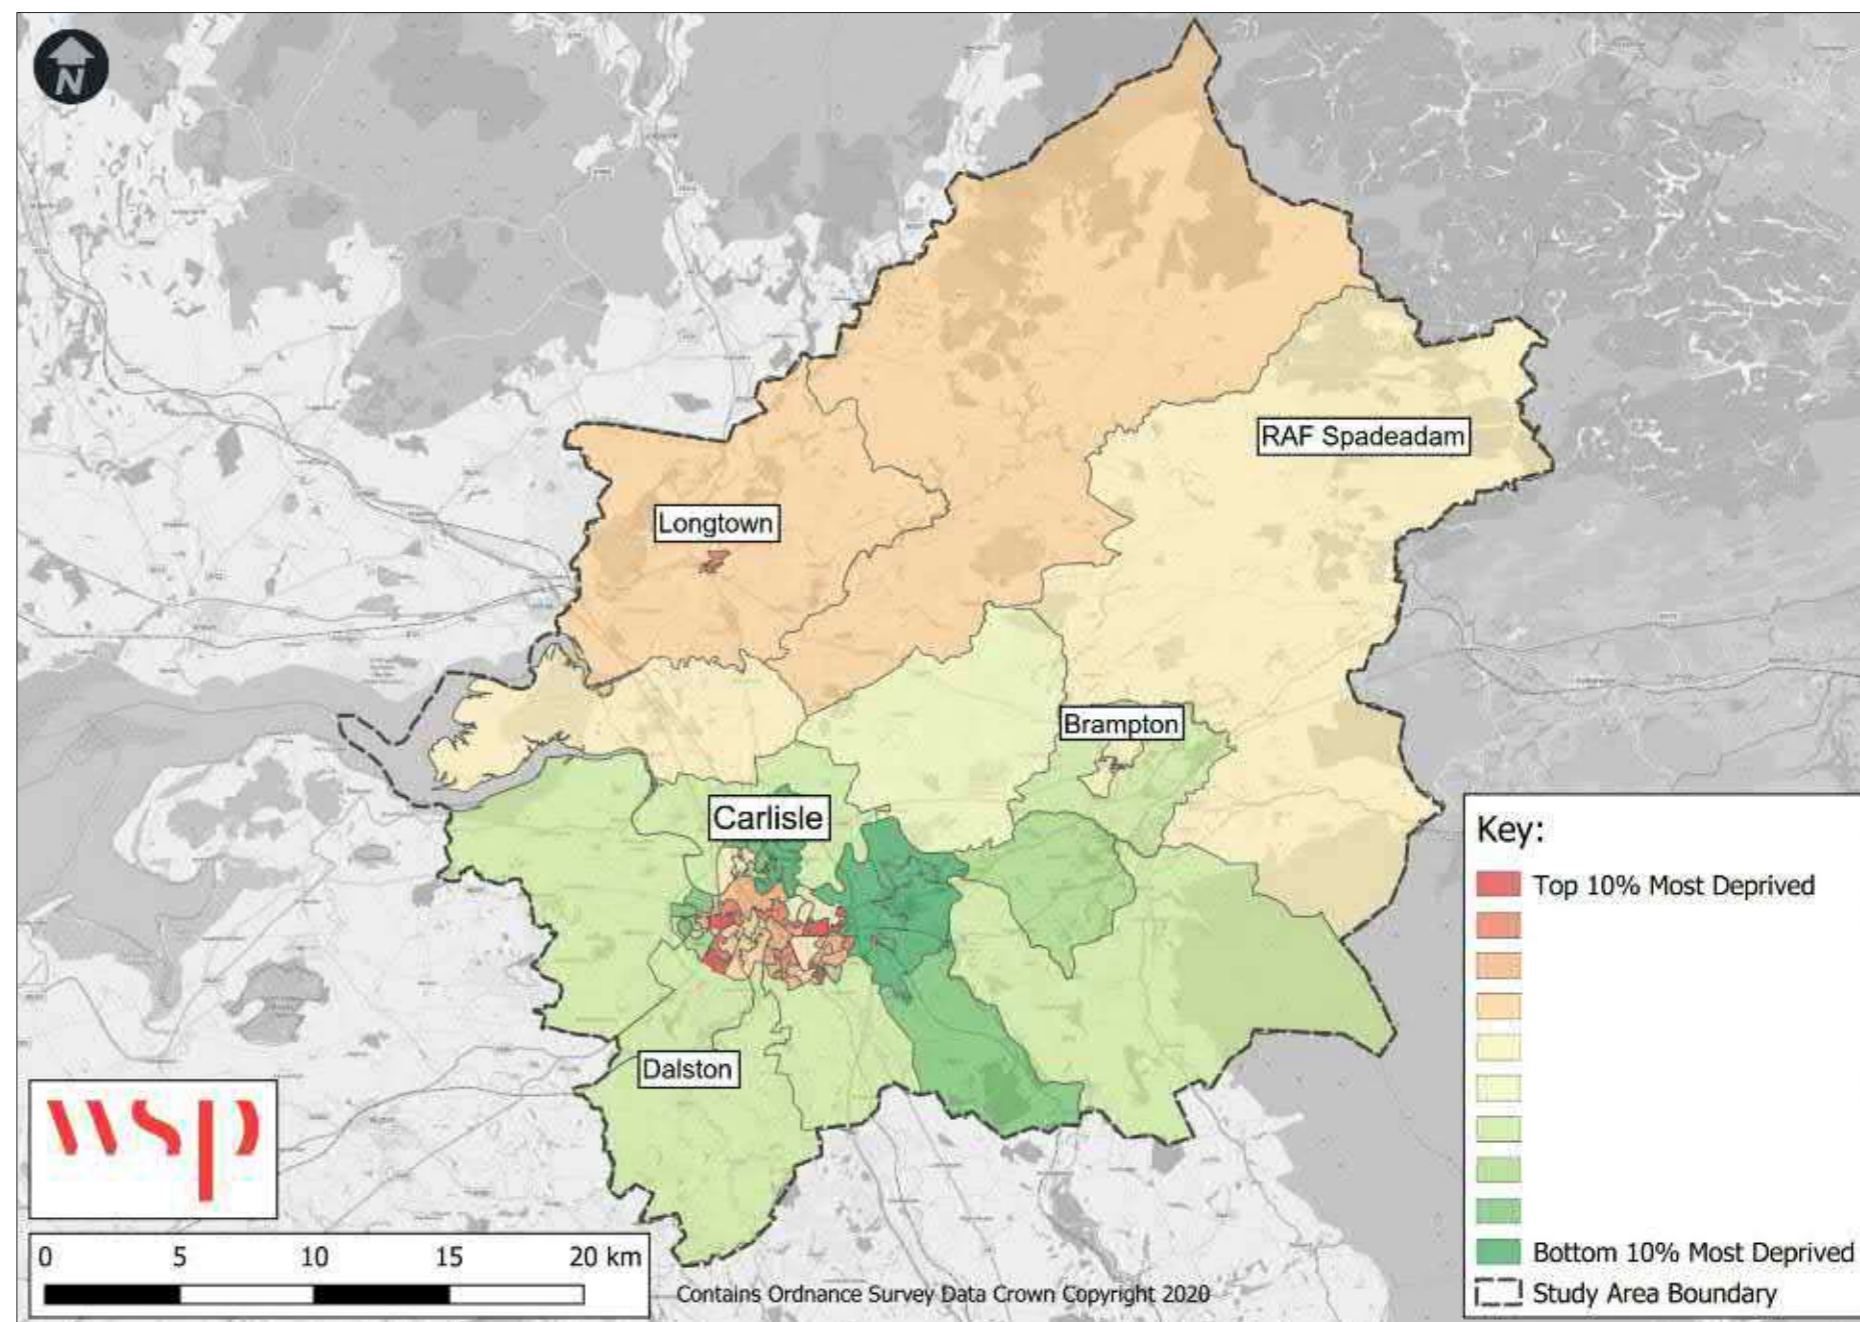 N
RAF Spadeadam
Longtown
Brampton
Carlisle
Dalston
Key:
Top 10% Most Deprived
Bottom 10% Most Deprived
Study Area Boundary
wsp
0 5 10 15 20 km
Contains Ordnance Survey Data Crown Copyright 2020